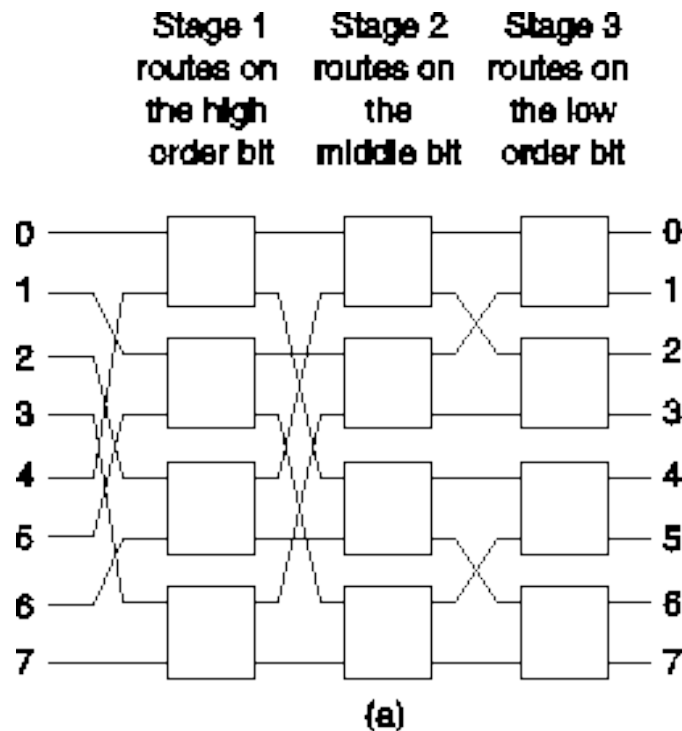 Stage 1
routes on
the high
order bit
Stage 2
routes on
the
middle bit
Stage 3
routes on
the low
order bit
0
1
2
3
4
5
6
7
0
1
2
3
4
5
6
7
(a)